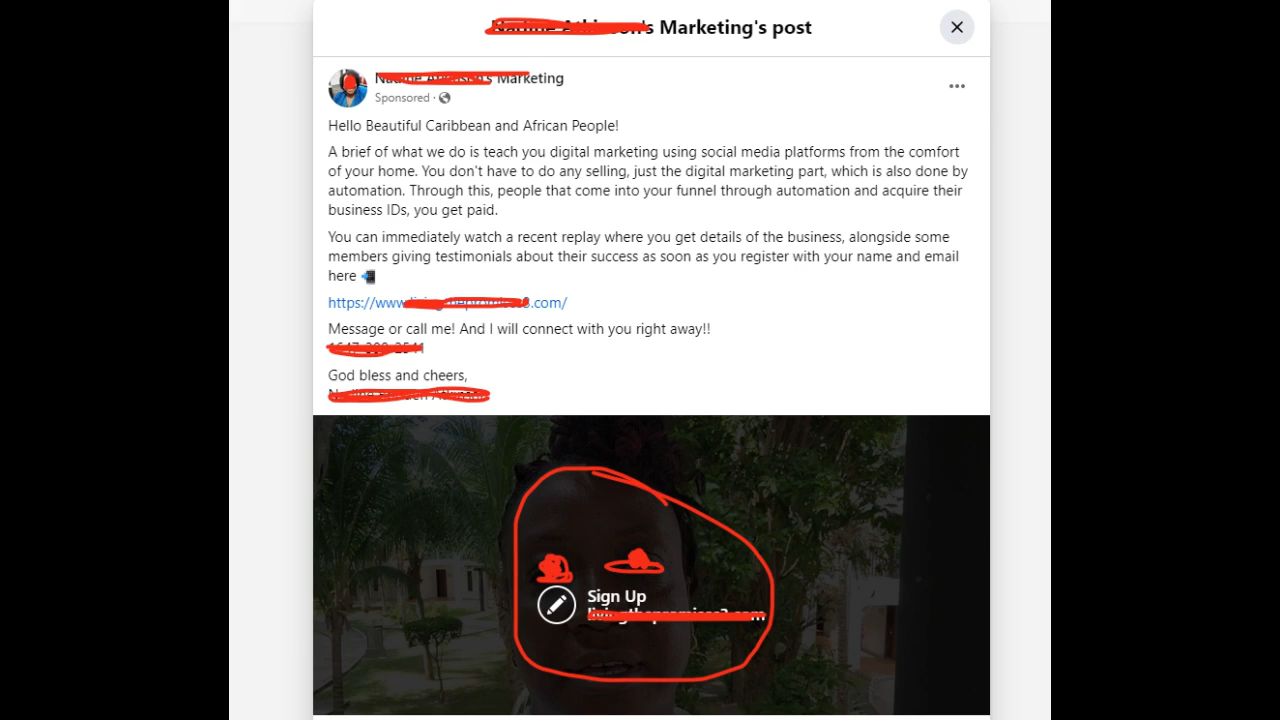 Marketing's post
Marketing
Sponsored ·
Hello Beautiful Caribbean and African People!
A brief of what we do is teach you digital marketing using social media platforms from the comfort
of your home. You don't have to do any selling, just the digital marketing part, which is also done by
automation. Through this, people that come into your funnel through automation and acquire their
business IDs, you get paid.
You can immediately watch a recent replay where you get details of the business, alongside some
members giving testimonials about their success as soon as you register with your name and email
here 📲
https://www .com/
Message or call me! And I will connect with you right away!!
God bless and cheers,
Sign Up